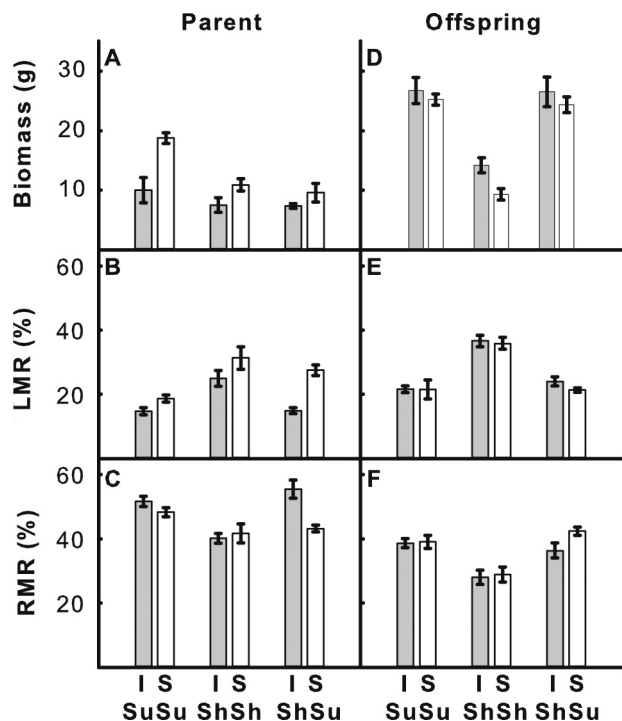 Parent Offspring
A D
Biomass (g)
30
20
10
B E
LMR (%)
60
40
20
C F
RMR (%)
60
40
20
I S I S I S I S I S I S
SuSu ShSh ShSu SuSu ShSh ShSu